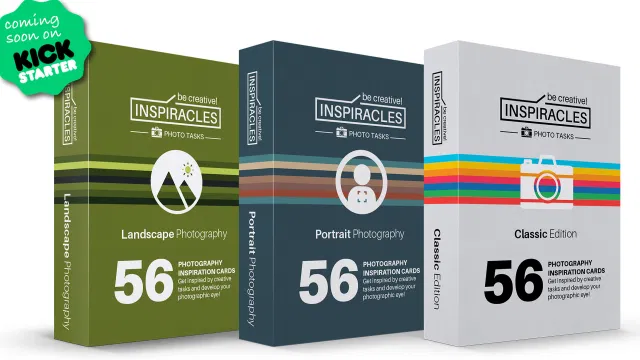 coming
soon on
KICK
STARTER
INSPIRACLES
Landscape Photography
be creative!
INSPIRACLES
PHOTO TASKS
Landscape Photography
56
PHOTOGRAPHY
INSPIRATION CARDS
Get inspired by creative
tasks and develop your
photographic eye!
INSPIRACLES
Portrait Photography
be creative!
INSPIRACLES
PHOTO TASKS
Portrait Photography
56
PHOTOGRAPHY
INSPIRATION CARDS
Get inspired by creative
tasks and develop your
photographic eye!
INSPIRACLES
Classic Edition
be creative!
INSPIRACLES
PHOTO TASKS
Classic Edition
56
PHOTOGRAPHY
INSPIRATION CARDS
Get inspired by creative
tasks and develop your
photographic eye!